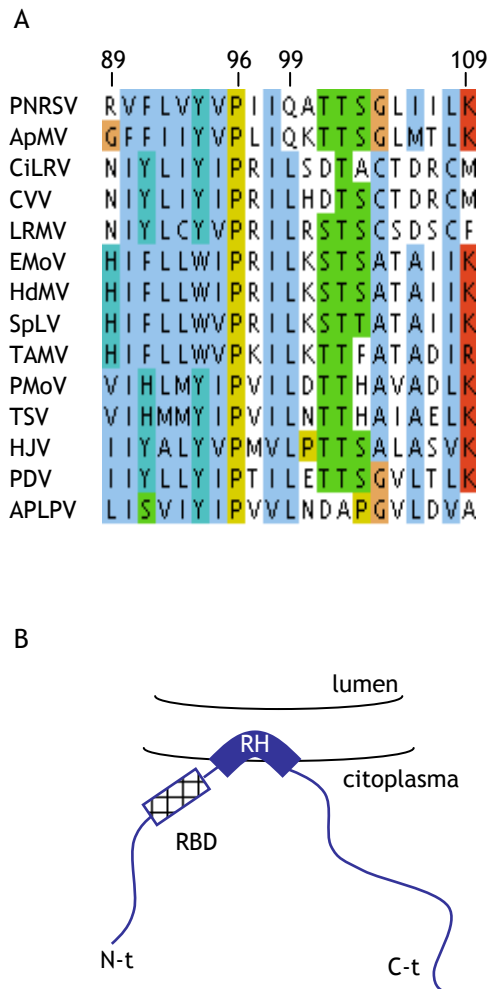 A
89 96 99 109
PNRSV RVFLVYVPIIQATTSGLIILK
ApMV GFFIIYVPLIQKTTSGLMTLK
CiLRV NIYLIYIPRILSDTACTDRCM
CVV NIYLIYIPRILHDTSCTDRCM
LRMV NIYLCYVPRILRSTSCSDSCF
EMoV HIFLLWIPRILKSTSATAIIK
HdMV HIFLLWIPRILKSTSATAIIK
SpLV HIFLLWVPRILKSTTATAIIK
TAMV HIFLLWVPKILKTTFATADIR
PMoV VIHLMYIPVILDTTHAVADLK
TSV VIHMMYIPVILNTTHAIAELK
HJV IIYALYVPMVLPTTSALASVK
PDV IIYLLYIPTILETTSGVLTLK
APLPV LISVIYIPVVLNDAPGVLDVA
B
lumen
RH
citoplasma
RBD
N-t
C-t